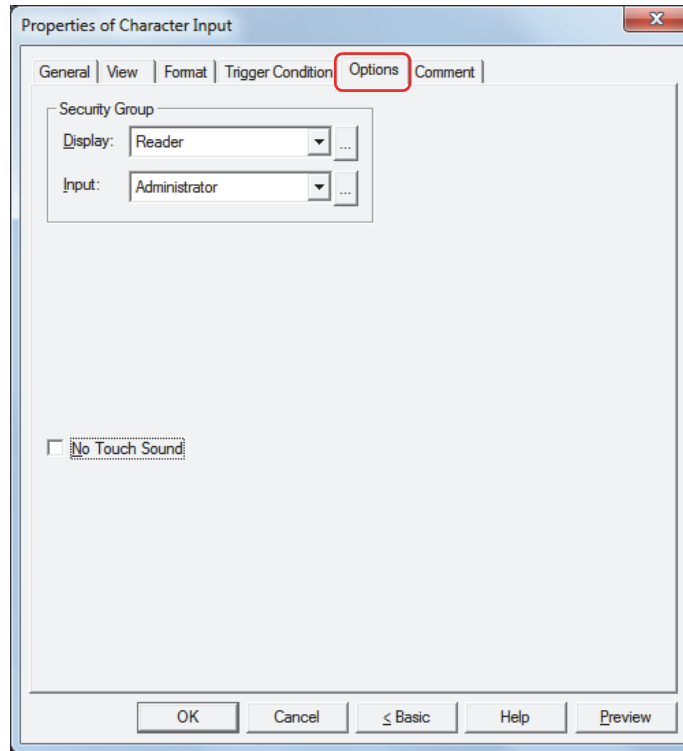 Properties of Character Input
General View Format Trigger Condition Options Comment
Security Group
Display: Reader ...
Input: Administrator ...
No Touch Sound
OK Cancel < Basic Help Preview